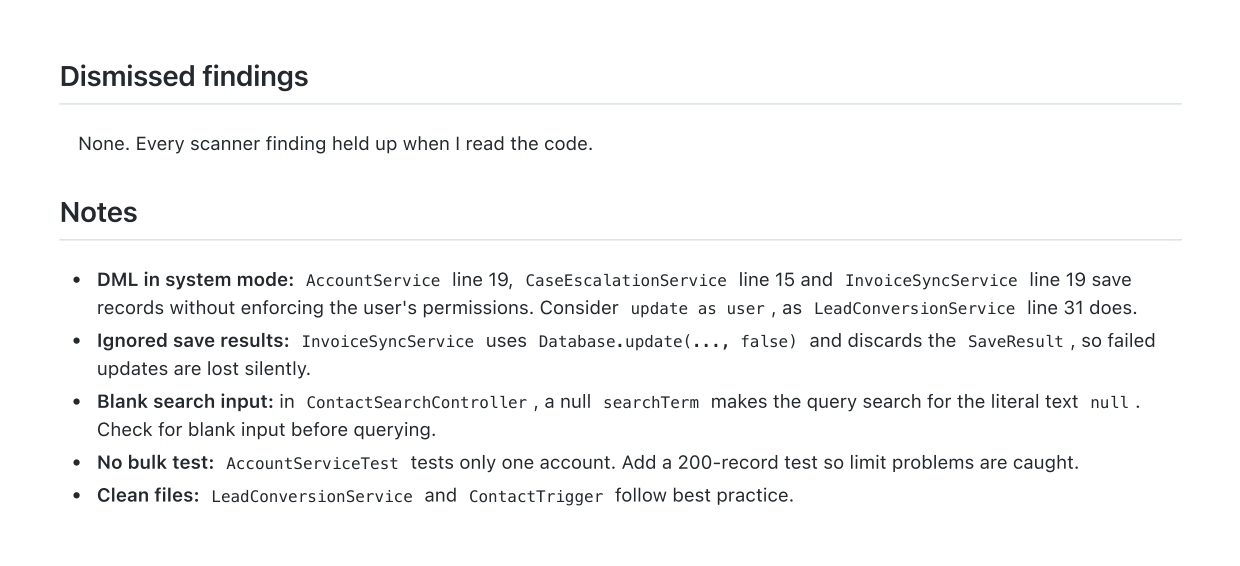 Dismissed findings
None. Every scanner finding held up when I read the code.
Notes
• DML in system mode: AccountService line 19, CaseEscalationService line 15 and InvoiceSyncService line 19 save
records without enforcing the user's permissions. Consider update as user, as LeadConversionService line 31 does.
• Ignored save results: InvoiceSyncService uses Database.update(..., false) and discards the SaveResult, so failed
updates are lost silently.
• Blank search input: in ContactSearchController, a null searchTerm makes the query search for the literal text null.
Check for blank input before querying.
• No bulk test: AccountServiceTest tests only one account. Add a 200-record test so limit problems are caught.
• Clean files: LeadConversionService and ContactTrigger follow best practice.